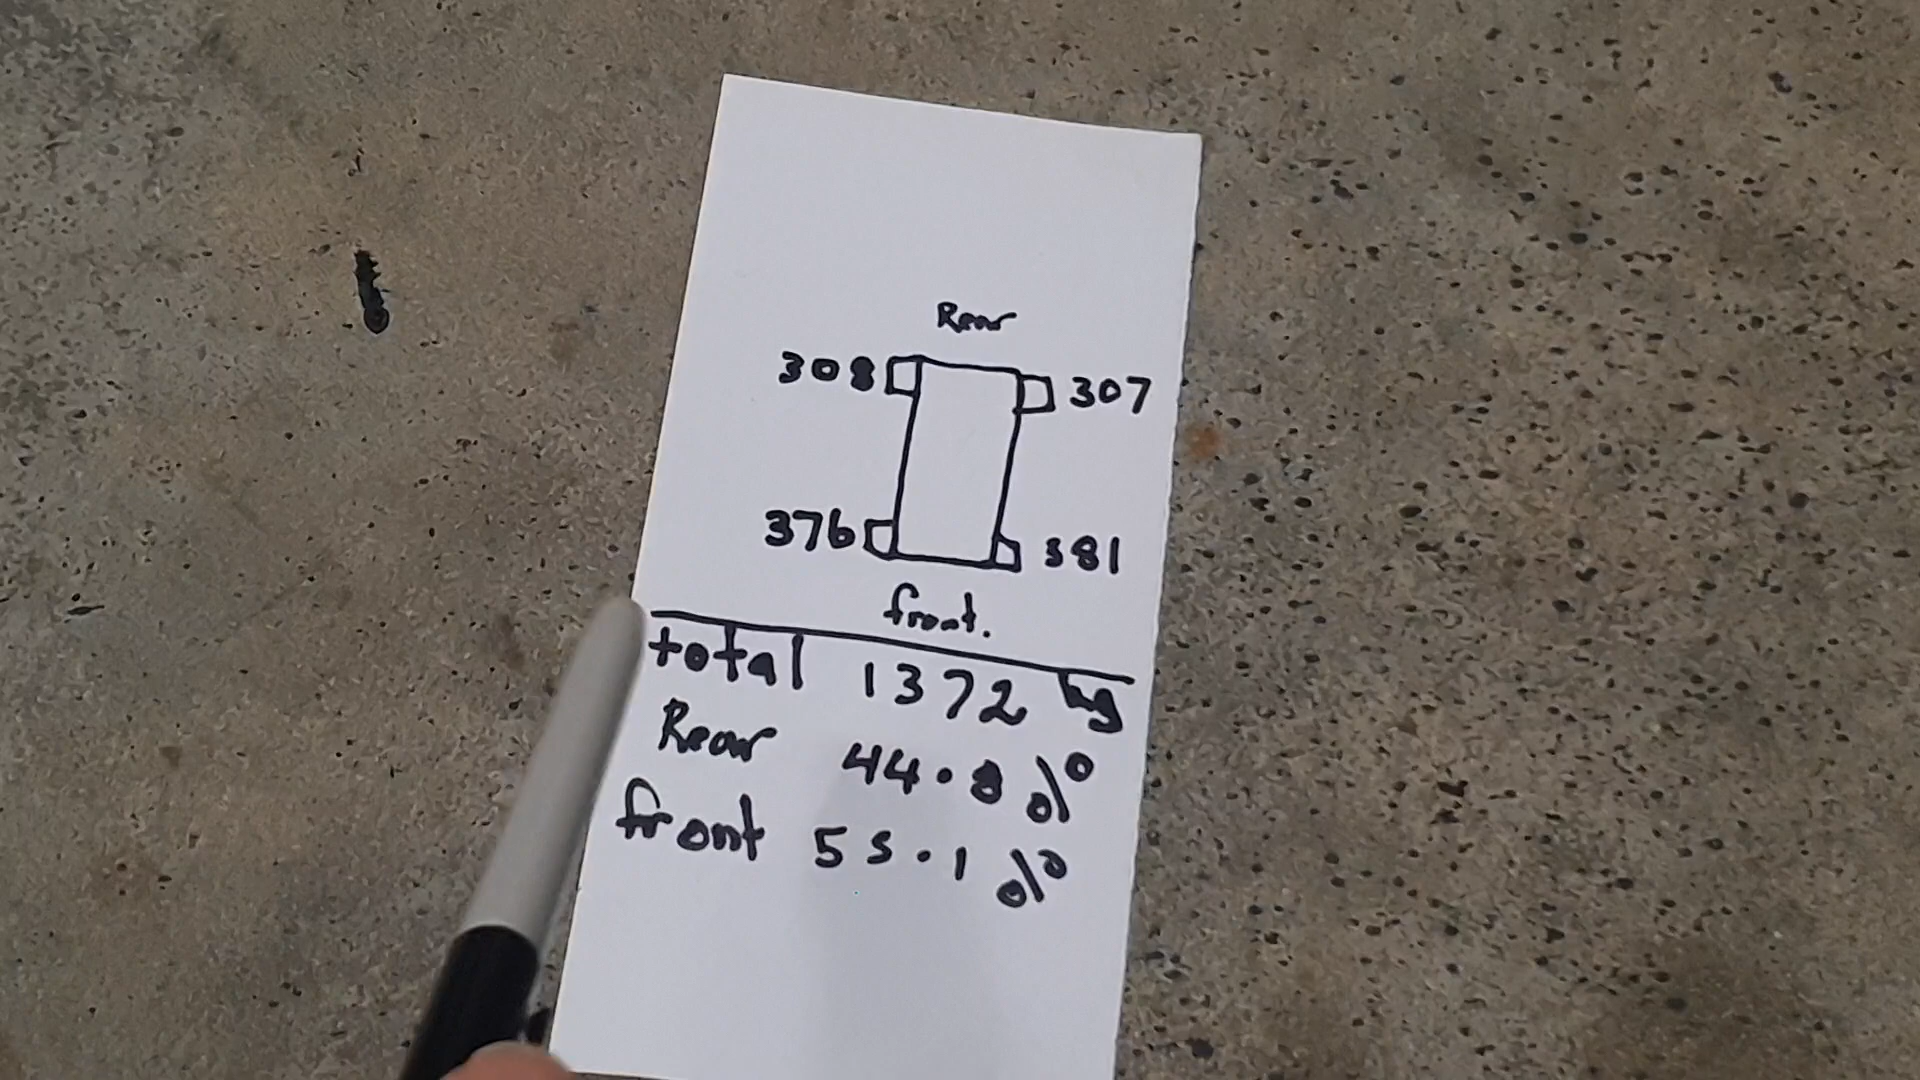 Rear
308 307
376 381
front.
total 1372 kg
Rear 44.8 %
front 55.1 %